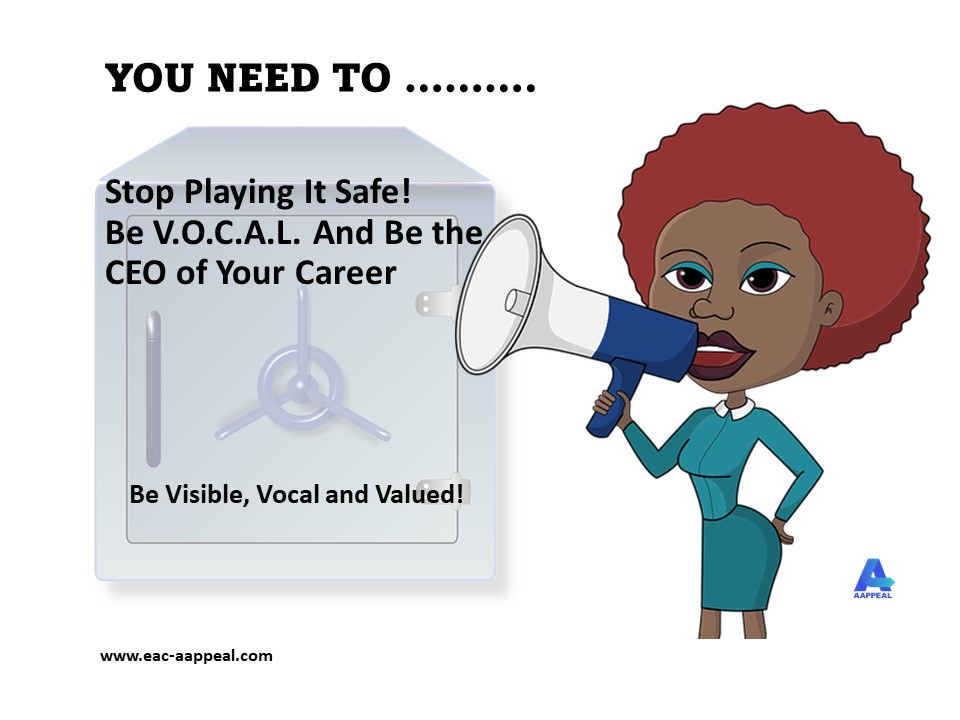 YOU NEED TO ..........
Stop Playing It Safe!
Be V.O.C.A.L. And Be the
CEO of Your Career
Be Visible, Vocal and Valued!
AAPPEAL
www.eac-aappeal.com